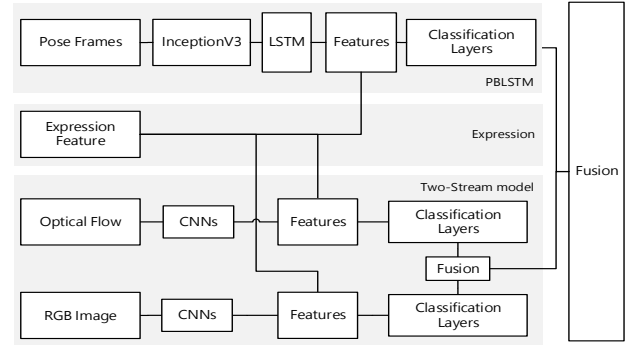 Pose Frames
InceptionV3
LSTM
Features
Classification
Layers
PBLSTM
Expression
Feature
Expression
Fusion
Two-Stream model
Optical Flow
CNNs
Features
Classification
Layers
Fusion
RGB Image
CNNs
Features
Classification
Layers